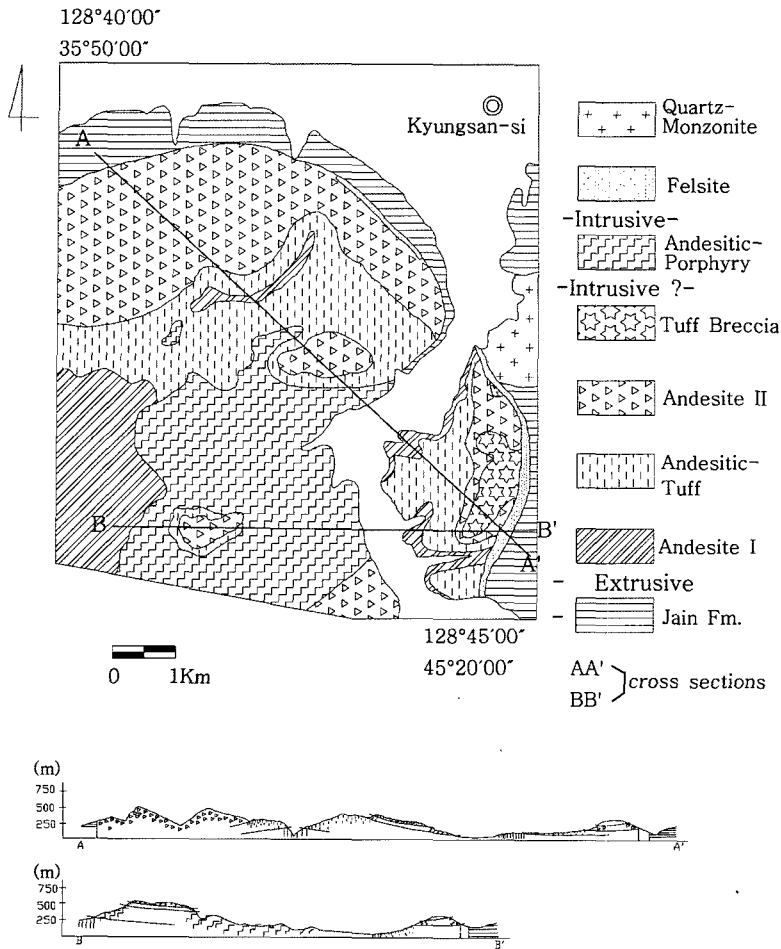 128°40′00″
35°50′00″
Kyungsan-si
A
B
B'
A'
128°45′00″
45°20′00″
0 1Km
Quartz-
Monzonite
Felsite
-Intrusive-
Andesitic-
Porphyry
-Intrusive ?-
Tuff Breccia
Andesite II
Andesitic-
Tuff
Andesite I
- Extrusive
- Jain Fm.
AA'
BB'
cross sections
(m)
750
500
250
A A'
(m)
750
500
250
B B'